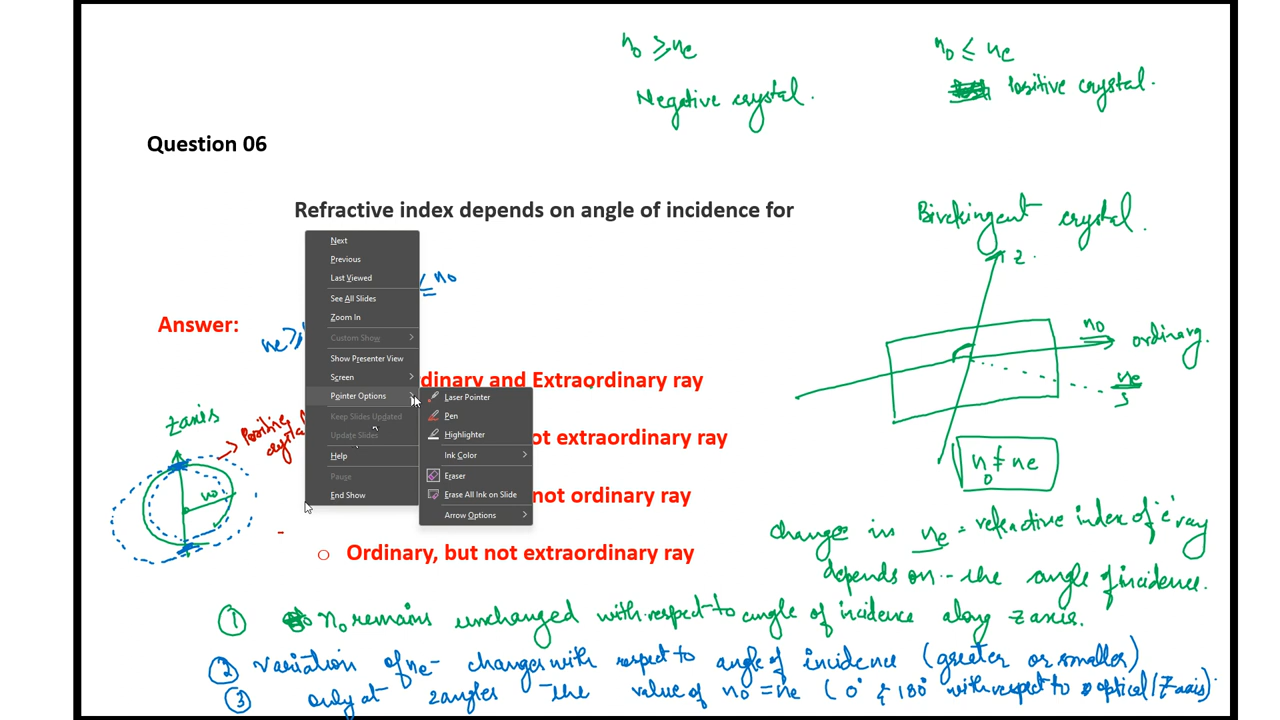 n₀ ≥ ne
n₀ ≤ ne
Negative crystal.
Positive crystal.
Question 06
Refractive index depends on angle of incidence for
Birefringent crystal.
z.
Next
Previous
Last Viewed
See All Slides
Zoom In
Custom Show
Show Presenter View
Screen
Pointer Options
Keep Slides Updated
Update Slides
Help
Pause
End Show
Laser Pointer
Pen
Highlighter
Ink Color
Eraser
Erase All Ink on Slide
Arrow Options
≤ n₀
Answer:
ne ≥
n₀ ordinary.
ne
dinary and Extraordinary ray
ot extraordinary ray
not ordinary ray
Ordinary, but not extraordinary ray
z axis
Positive
n₀
n₀ ≠ ne
change in ne = refractive index of 'e' ray
depends on - the angle of incidence.
① n₀ remains unchanged with respect to angle of incidence along z axis.
② variation of ne - changes with respect to angle of incidence (greater or smaller)
③ only at 2 angles - the value of n₀ = ne (0° & 180° with respect to optical/Z axis)